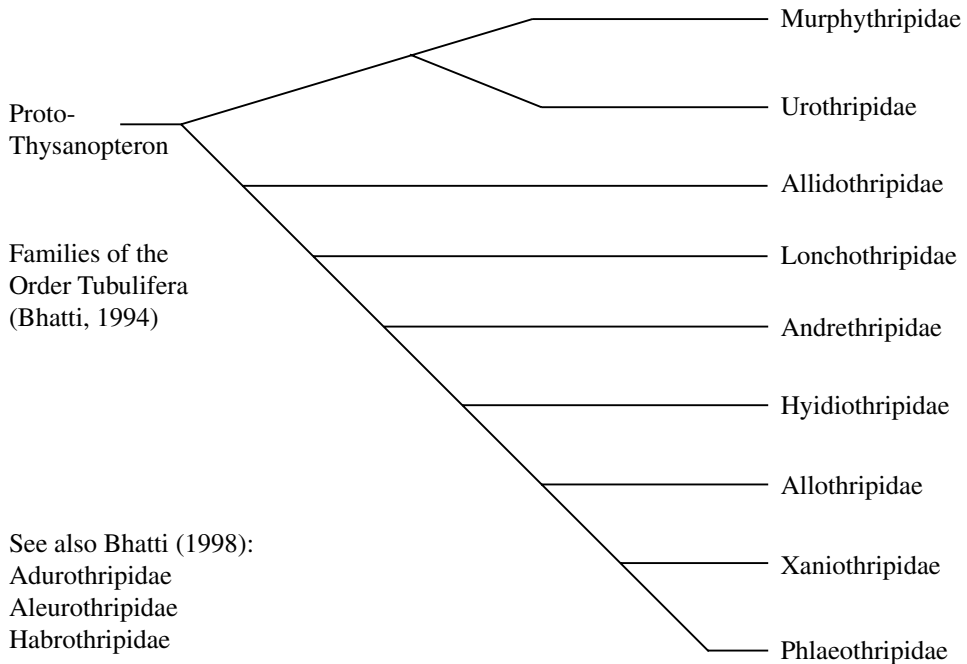 Murphythripidae
Urothripidae
Proto-
Thysanopteron
Allidothripidae
Families of the
Order Tubulifera
(Bhatti, 1994)
Lonchothripidae
Andrethripidae
Hyidiothripidae
Allothripidae
See also Bhatti (1998):
Adurothripidae
Aleurothripidae
Habrothripidae
Xaniothripidae
Phlaeothripidae